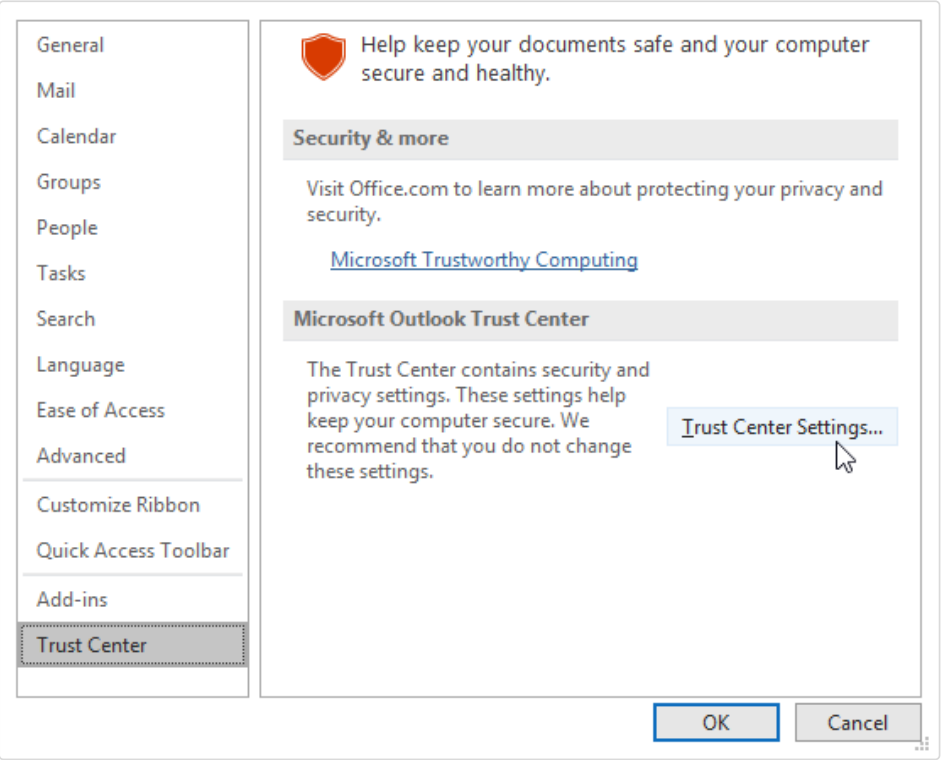 General
Mail
Calendar
Groups
People
Tasks
Search
Language
Ease of Access
Advanced
Customize Ribbon
Quick Access Toolbar
Add-ins
Trust Center
Help keep your documents safe and your computer
secure and healthy.
Security & more
Visit Office.com to learn more about protecting your privacy and
security.
Microsoft Trustworthy Computing
Microsoft Outlook Trust Center
The Trust Center contains security and
privacy settings. These settings help
keep your computer secure. We
recommend that you do not change
these settings.
Trust Center Settings...
OK
Cancel